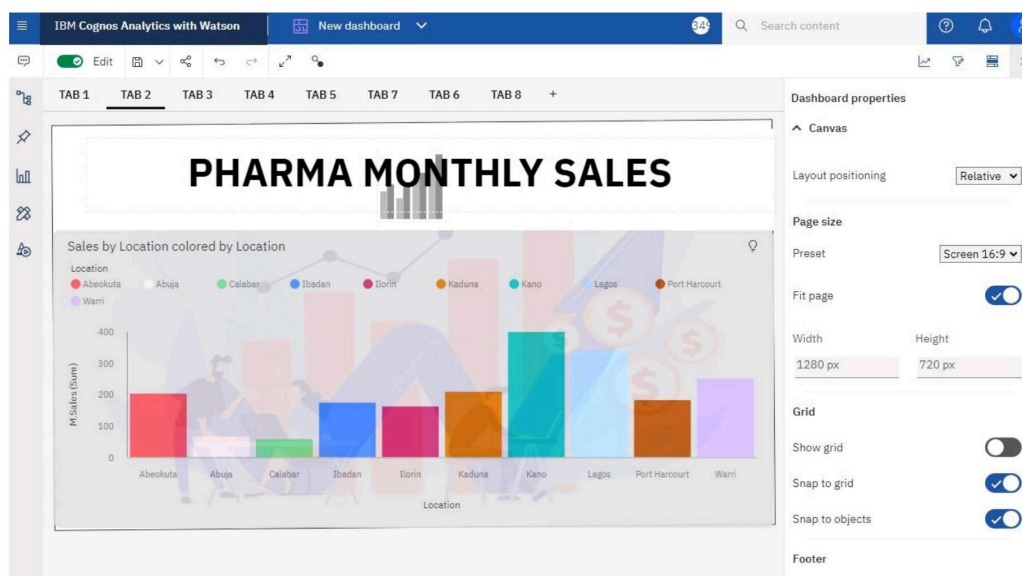 IBM Cognos Analytics with Watson
New dashboard
349
Search content
Edit
TAB 1 TAB 2 TAB 3 TAB 4 TAB 5 TAB 7 TAB 6 TAB 8 +
Dashboard properties
Canvas
Layout positioning Relative
Page size
Preset Screen 16:9
Fit page
Width Height
1280 px 720 px
Grid
Show grid
Snap to grid
Snap to objects
Footer
PHARMA MONTHLY SALES
Sales by Location colored by Location
Location
Abeokuta Abuja Calabar Ibadan Ilorin Kaduna Kano Lagos Port Harcourt
Warri
M.Sales (Sum)
400
300
200
100
0
Abeokuta Abuja Calabar Ibadan Ilorin Kaduna Kano Lagos Port Harcourt Warri
Location